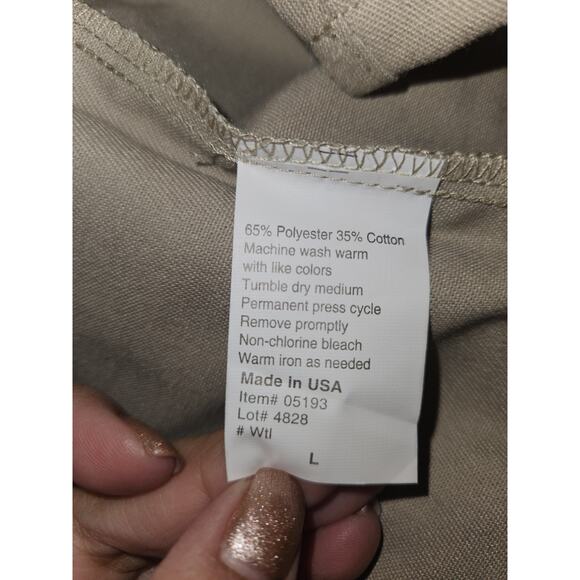 65% Polyester 35% Cotton
Machine wash warm
with like colors
Tumble dry medium
Permanent press cycle
Remove promptly
Non-chlorine bleach
Warm iron as needed
Made in USA
Item# 05193
Lot# 4828
# Wtl
L